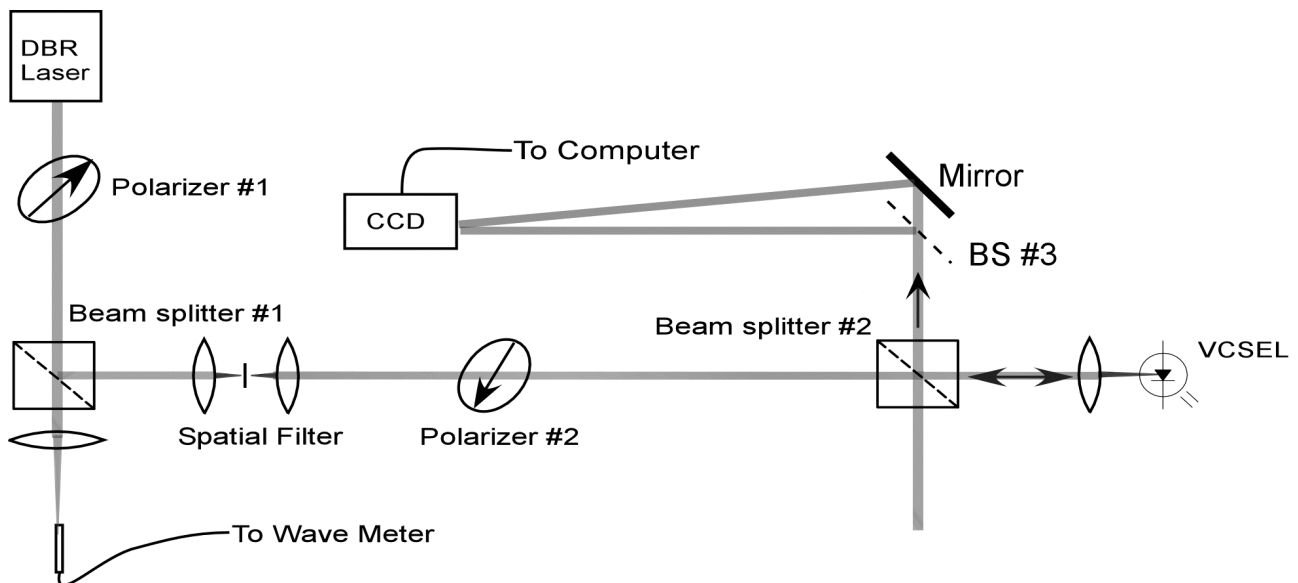 DBR
Laser
Polarizer #1
To Computer
CCD
Mirror
BS #3
Beam splitter #1
Beam splitter #2
VCSEL
Spatial Filter
Polarizer #2
To Wave Meter